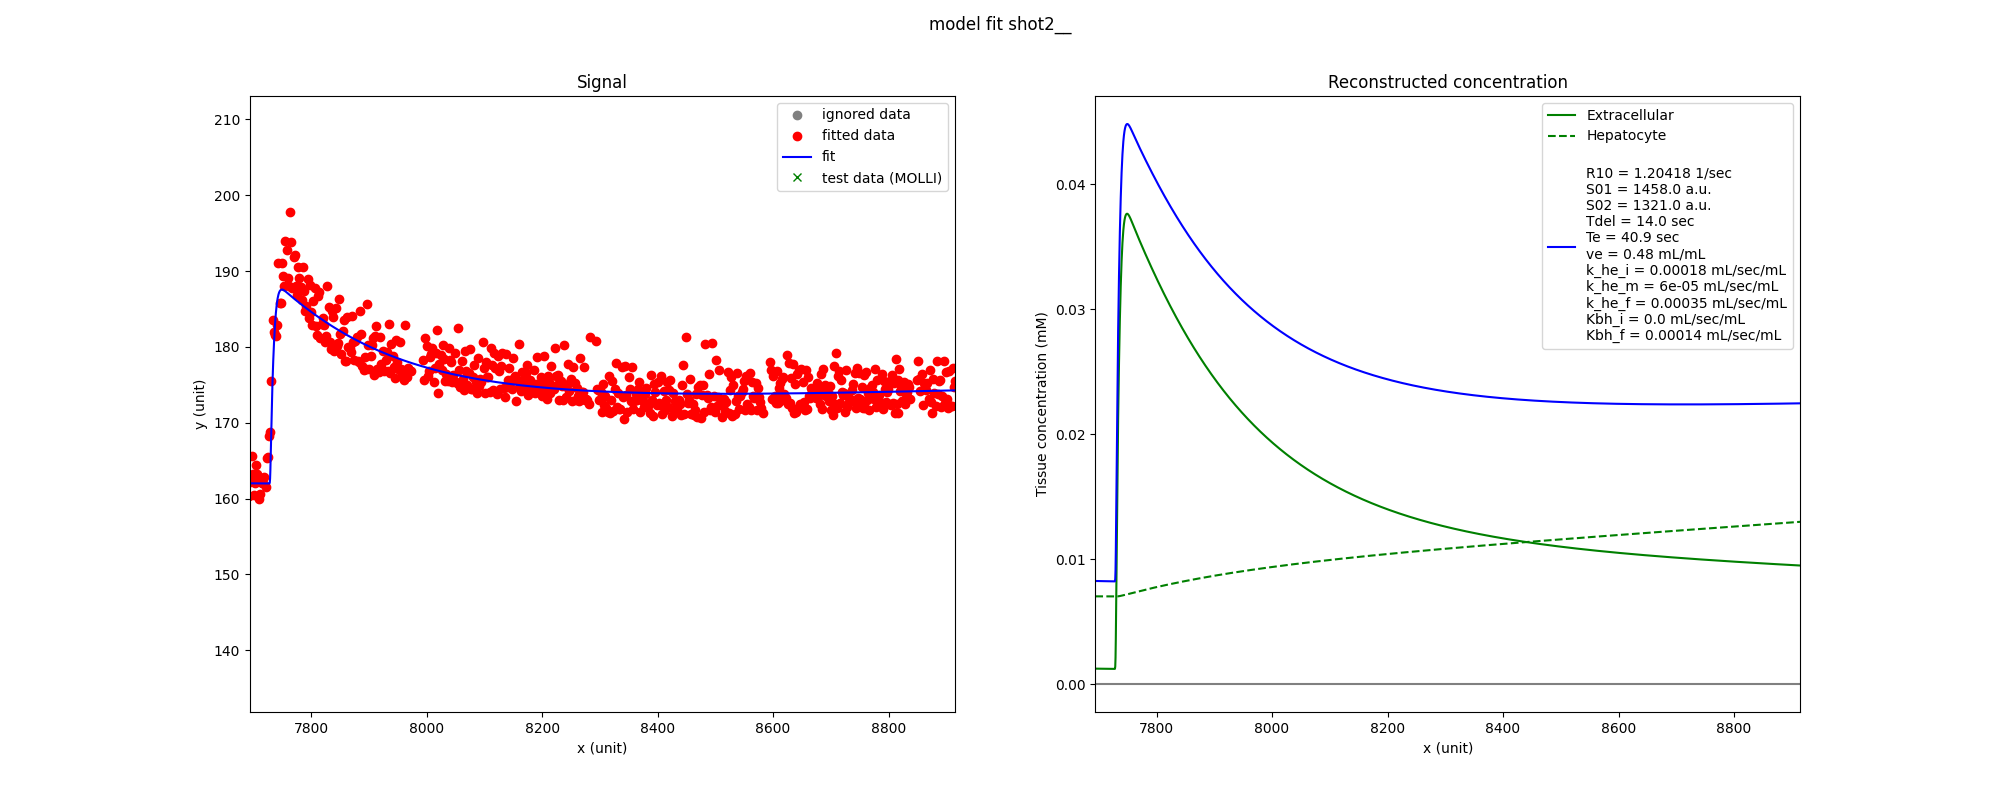 model fit shot2__
Signal
210
200
190
180
170
160
150
140
y (unit)
7800
8000
8200
8400
8600
8800
x (unit)
ignored data
fitted data
fit
test data (MOLLI)
Reconstructed concentration
0.04
0.03
0.02
0.01
0.00
Tissue concentration (mM)
7800
8000
8200
8400
8600
8800
x (unit)
Extracellular
Hepatocyte
R10 = 1.20418 1/sec
S01 = 1458.0 a.u.
S02 = 1321.0 a.u.
Tdel = 14.0 sec
Te = 40.9 sec
ve = 0.48 mL/mL
k_he_i = 0.00018 mL/sec/mL
k_he_m = 6e-05 mL/sec/mL
k_he_f = 0.00035 mL/sec/mL
Kbh_i = 0.0 mL/sec/mL
Kbh_f = 0.00014 mL/sec/mL